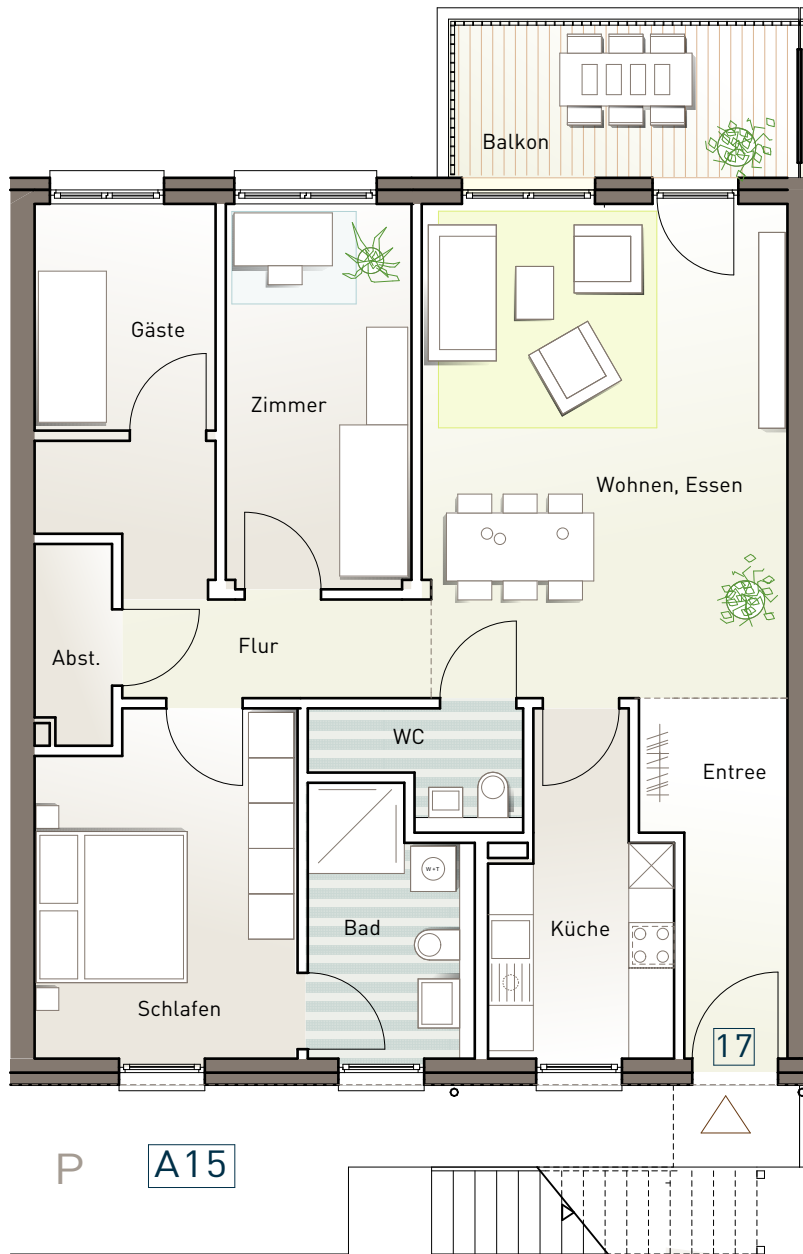 Balkon
Gäste
Zimmer
Wohnen, Essen
Flur
Abst.
WC
Entree
W+T
Bad
Küche
Schlafen
17
P
A15